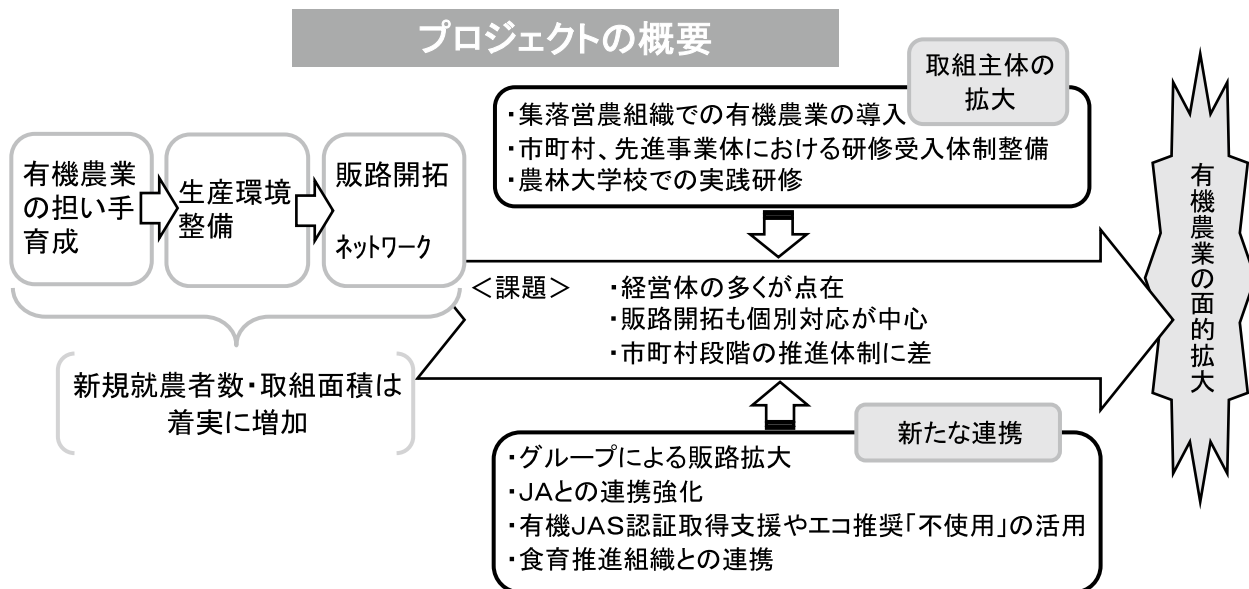 プロジェクトの概要
取組主体の
拡大
・集落営農組織での有機農業の導入
・市町村、先進事業体における研修受入体制整備
・農林大学校での実践研修
有機農業
の担い手
育成
生産環境
整備
販路開拓
ネットワーク
＜課題＞
・経営体の多くが点在
・販路開拓も個別対応が中心
・市町村段階の推進体制に差
新規就農者数・取組面積は
着実に増加
新たな連携
・グループによる販路拡大
・JAとの連携強化
・有機JAS認証取得支援やエコ推奨「不使用」の活用
・食育推進組織との連携
有機農業の面的拡大